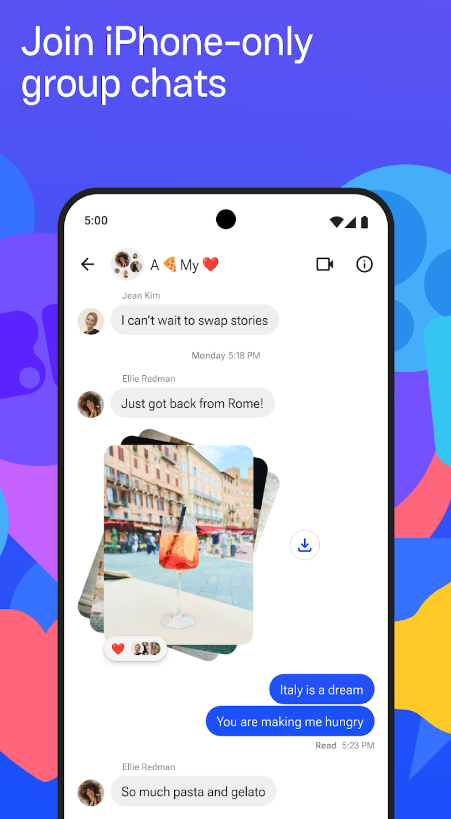 Join iPhone-only
group chats
5:00
A 🍕 My ❤️
Jean Kim
I can't wait to swap stories
Monday 5:18 PM
Ellie Redman
Just got back from Rome!
Italy is a dream
You are making me hungry
Read 5:23 PM
Ellie Redman
So much pasta and gelato